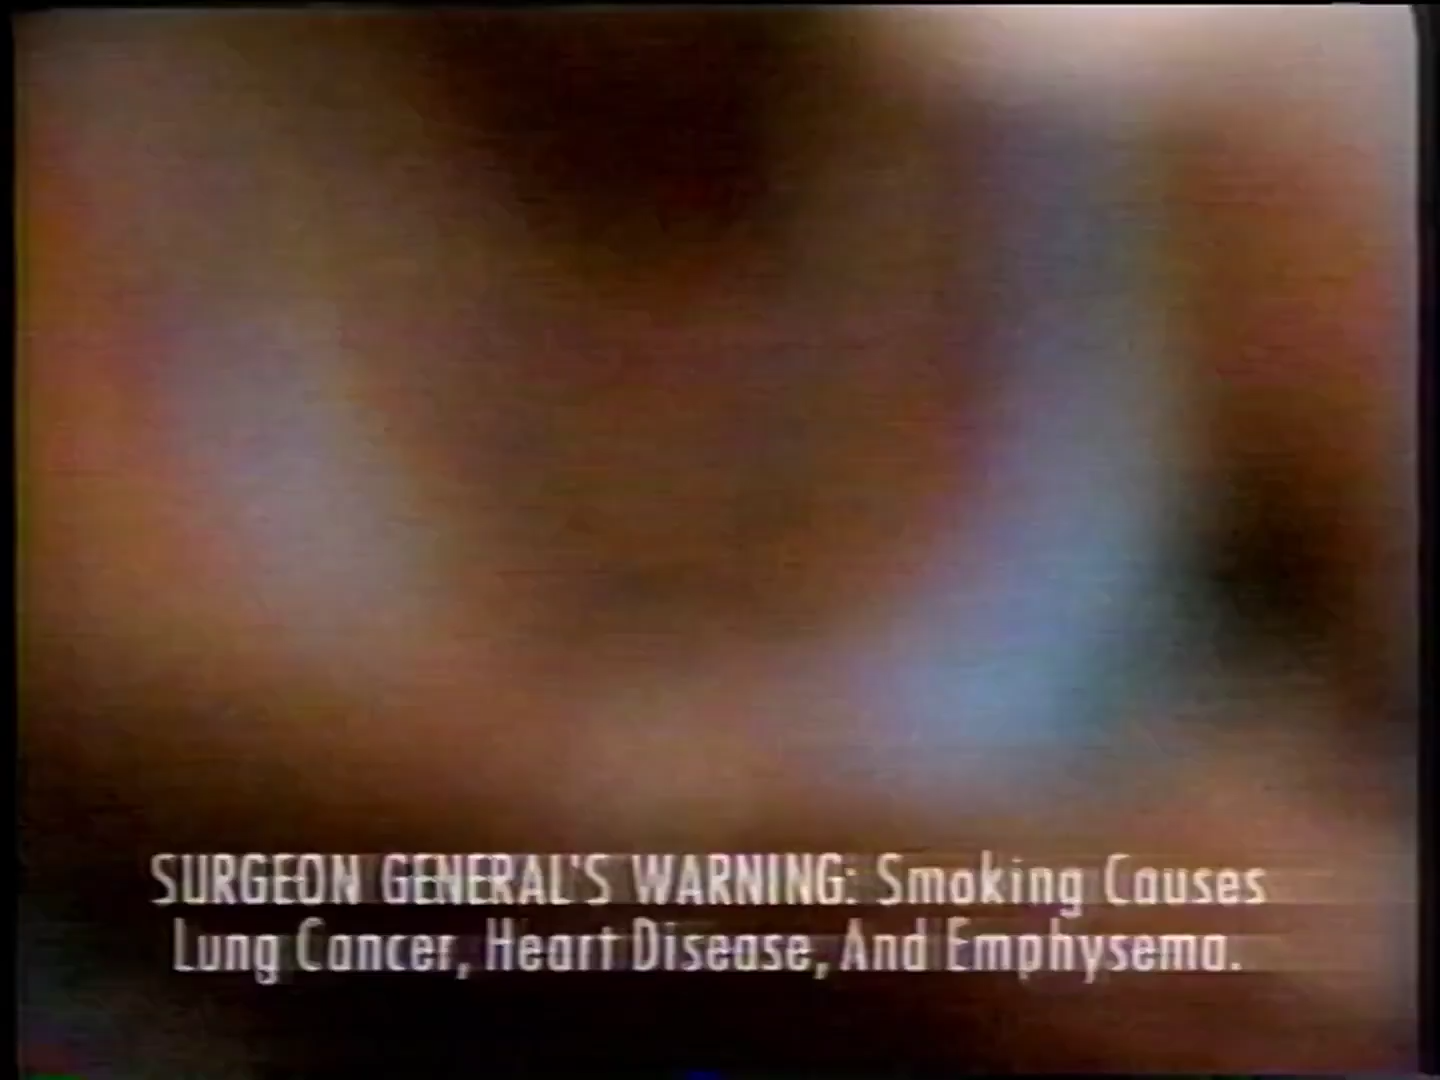 SURGEON GENERAL'S WARNING: Smoking Causes
Lung Cancer, Heart Disease, And Emphysema.